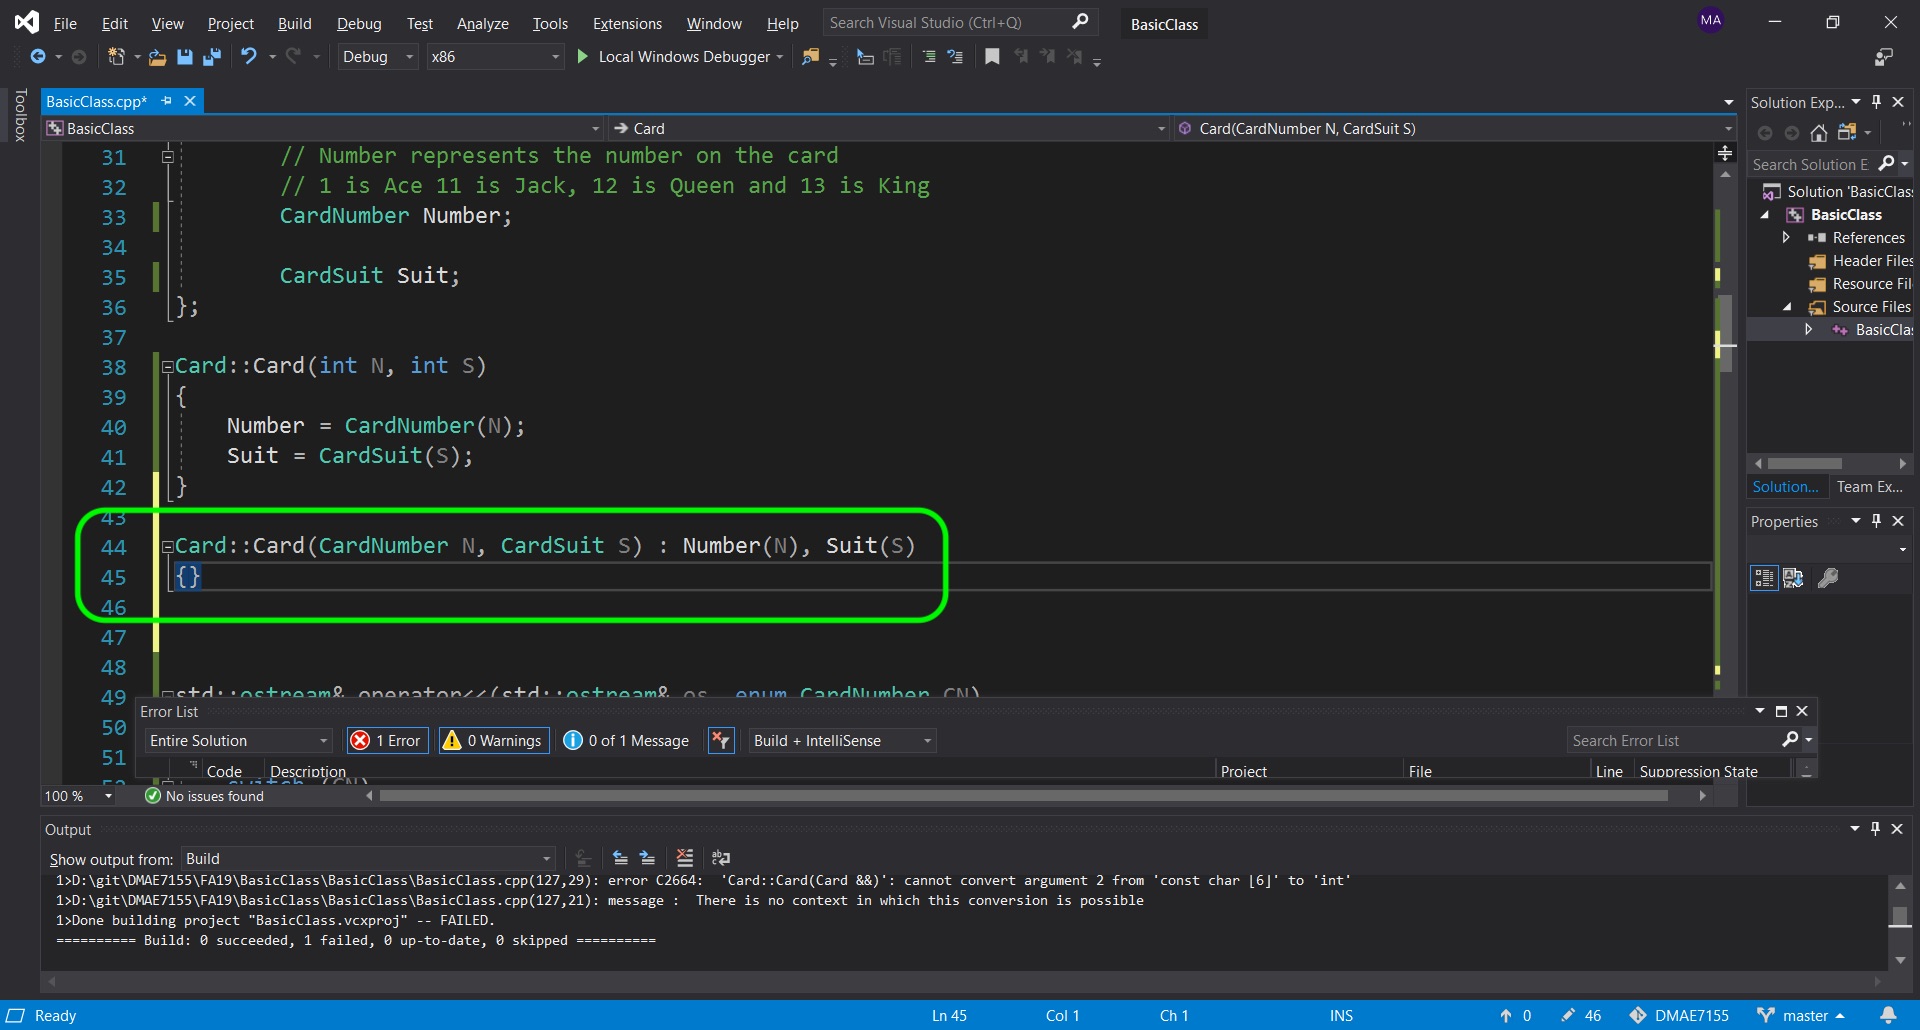 File Edit View Project Build Debug Test Analyze Tools Extensions Window Help Search Visual Studio (Ctrl+Q) BasicClass MA
Debug x86 Local Windows Debugger
Toolbox
BasicClass.cpp*
BasicClass Card Card(CardNumber N, CardSuit S)
31 // Number represents the number on the card
32 // 1 is Ace 11 is Jack, 12 is Queen and 13 is King
33 CardNumber Number;
34
35 CardSuit Suit;
36 };
37
38 Card::Card(int N, int S)
39 {
40 Number = CardNumber(N);
41 Suit = CardSuit(S);
42 }
43
44 Card::Card(CardNumber N, CardSuit S) : Number(N), Suit(S)
45 {}
46
47
48
49 std::ostream& operator<<(std::ostream& os, enum CardNumber CN)
50
51
52 switch (CN)
Error List
Entire Solution 1 Error 0 Warnings 0 of 1 Message Build + IntelliSense Search Error List
Code Description Project File Line Suppression State
100 % No issues found
Output
Show output from: Build
1>D:\git\DMAE7155\FA19\BasicClass\BasicClass\BasicClass.cpp(127,29): error C2664: 'Card::Card(Card &&)': cannot convert argument 2 from 'const char [6]' to 'int'
1>D:\git\DMAE7155\FA19\BasicClass\BasicClass\BasicClass.cpp(127,21): message : There is no context in which this conversion is possible
1>Done building project "BasicClass.vcxproj" -- FAILED.
========== Build: 0 succeeded, 1 failed, 0 up-to-date, 0 skipped ==========
Solution Exp...
Search Solution E
Solution 'BasicClass
BasicClass
References
Header Files
Resource Fil
Source Files
BasicCla
Solution... Team Ex...
Properties
Ready Ln 45 Col 1 Ch 1 INS 0 46 DMAE7155 master